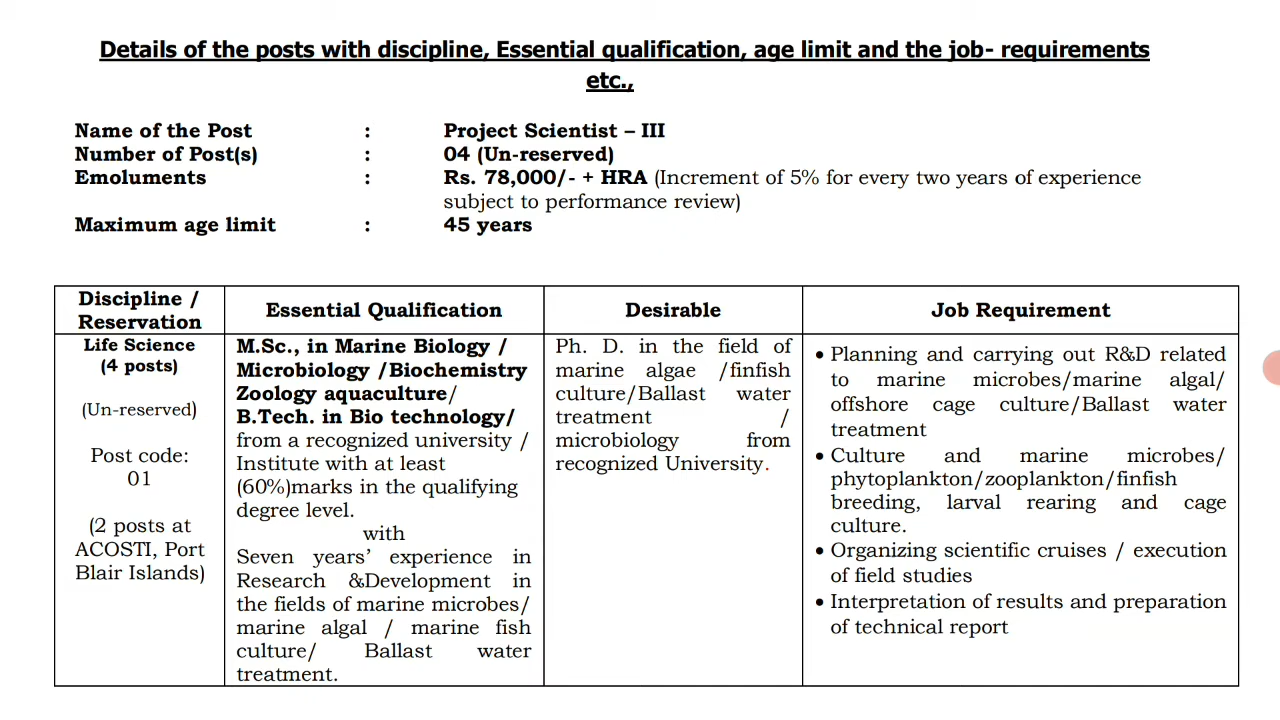 Details of the posts with discipline, Essential qualification, age limit and the job- requirements
etc.,
Name of the Post : Project Scientist – III
Number of Post(s) : 04 (Un-reserved)
Emoluments : Rs. 78,000/- + HRA (Increment of 5% for every two years of experience
subject to performance review)
Maximum age limit : 45 years
Discipline /
Reservation
Essential Qualification
Desirable
Job Requirement
Life Science
(4 posts)
(Un-reserved)
Post code:
01
(2 posts at
ACOSTI, Port
Blair Islands)
M.Sc., in Marine Biology /
Microbiology /Biochemistry
Zoology aquaculture/
B.Tech. in Bio technology/
from a recognized university /
Institute with at least
(60%)marks in the qualifying
degree level.
with
Seven years’ experience in
Research &Development in
the fields of marine microbes/
marine algal / marine fish
culture/ Ballast water
treatment.
Ph. D. in the field of
marine algae /finfish
culture/Ballast water
treatment /
microbiology from
recognized University.
• Planning and carrying out R&D related
to marine microbes/marine algal/
offshore cage culture/Ballast water
treatment
• Culture and marine microbes/
phytoplankton/zooplankton/finfish
breeding, larval rearing and cage
culture.
• Organizing scientific cruises / execution
of field studies
• Interpretation of results and preparation
of technical report